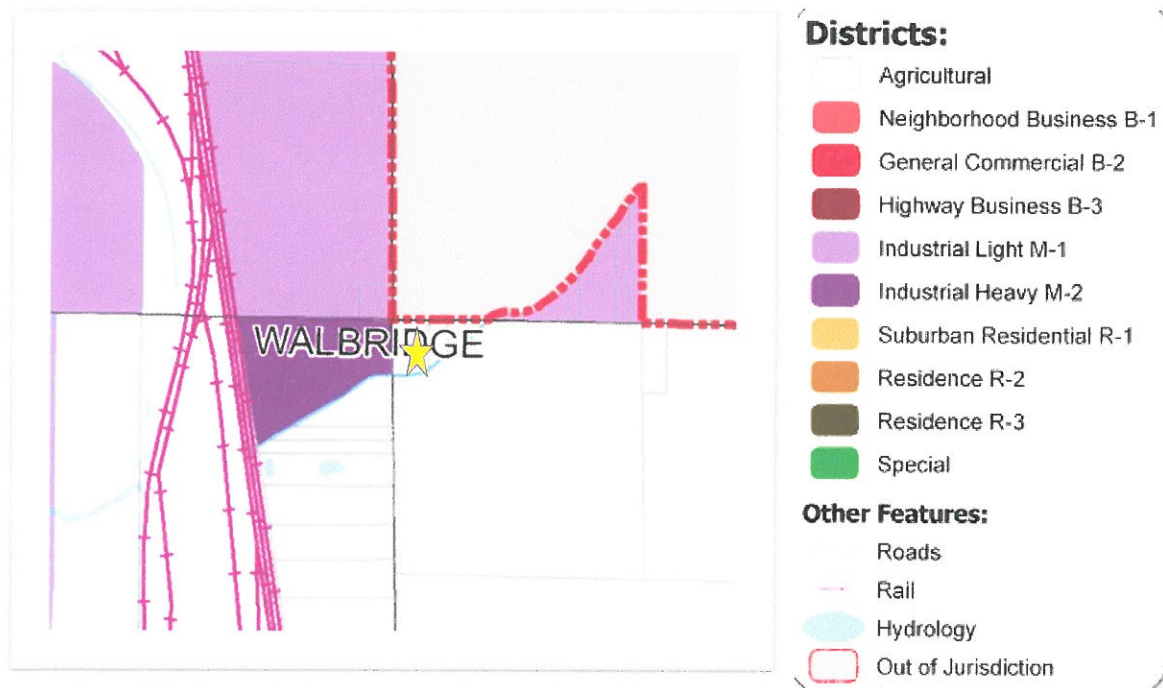 WALBRIDGE
Districts:
Agricultural
Neighborhood Business B-1
General Commercial B-2
Highway Business B-3
Industrial Light M-1
Industrial Heavy M-2
Suburban Residential R-1
Residence R-2
Residence R-3
Special
Other Features:
Roads
Rail
Hydrology
Out of Jurisdiction